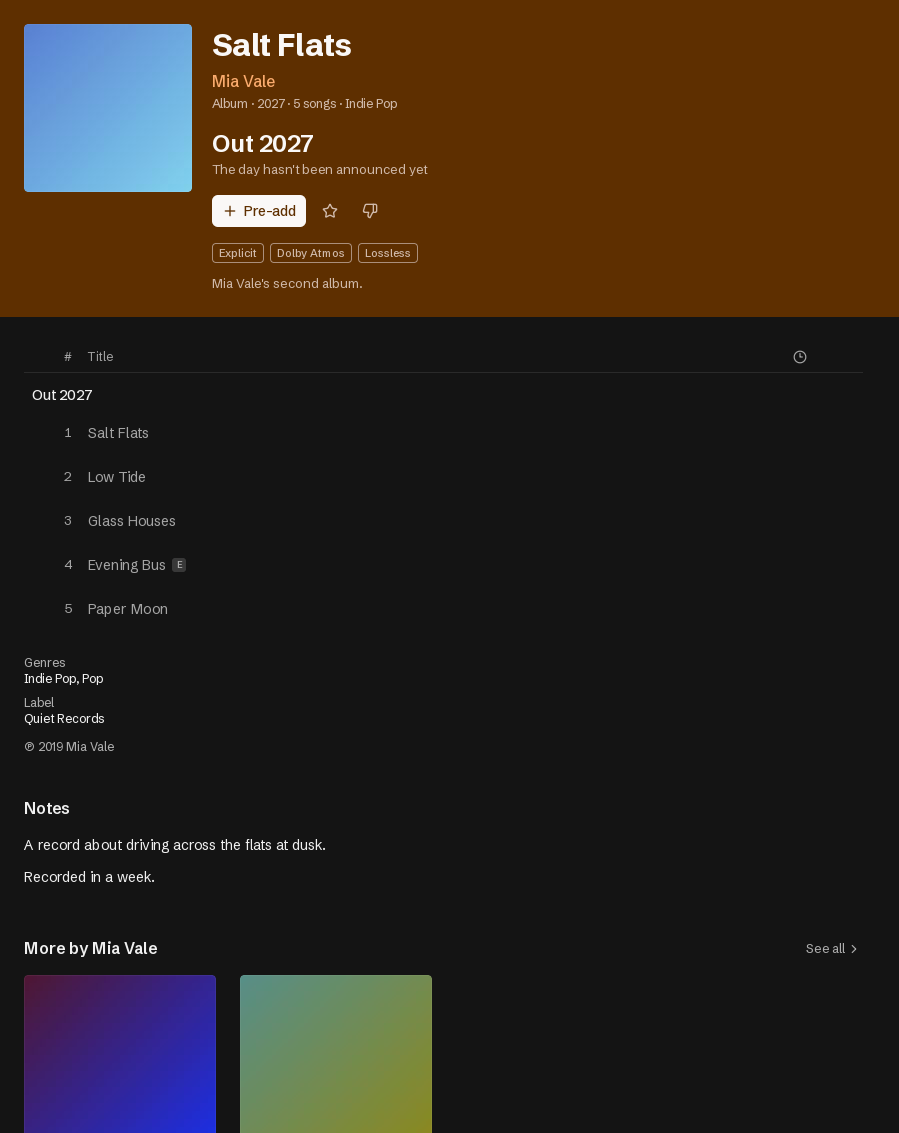 Salt Flats
Mia Vale
Album · 2027 · 5 songs · Indie Pop
Out 2027
The day hasn't been announced yet
Pre-add
Explicit
Dolby Atmos
Lossless
Mia Vale's second album.
# Title
Out 2027
1 Salt Flats
2 Low Tide
3 Glass Houses
4 Evening Bus E
5 Paper Moon
Genres
Indie Pop, Pop
Label
Quiet Records
℗ 2019 Mia Vale
Notes
A record about driving across the flats at dusk.
Recorded in a week.
More by Mia Vale
See all